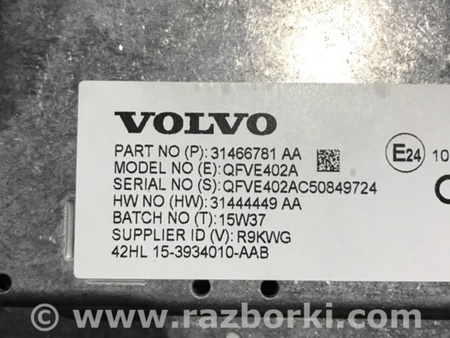 VOLVO
PART NO (P): 31466781 AA
MODEL NO (E): QFVE402A
SERIAL NO (S): QFVE402AC50849724
HW NO (HW): 31444449 AA
BATCH NO (T): 15W37
SUPPLIER ID (V): R9KWG
42HL 15-3934010-AAB
E24 10
© www.razborki.com